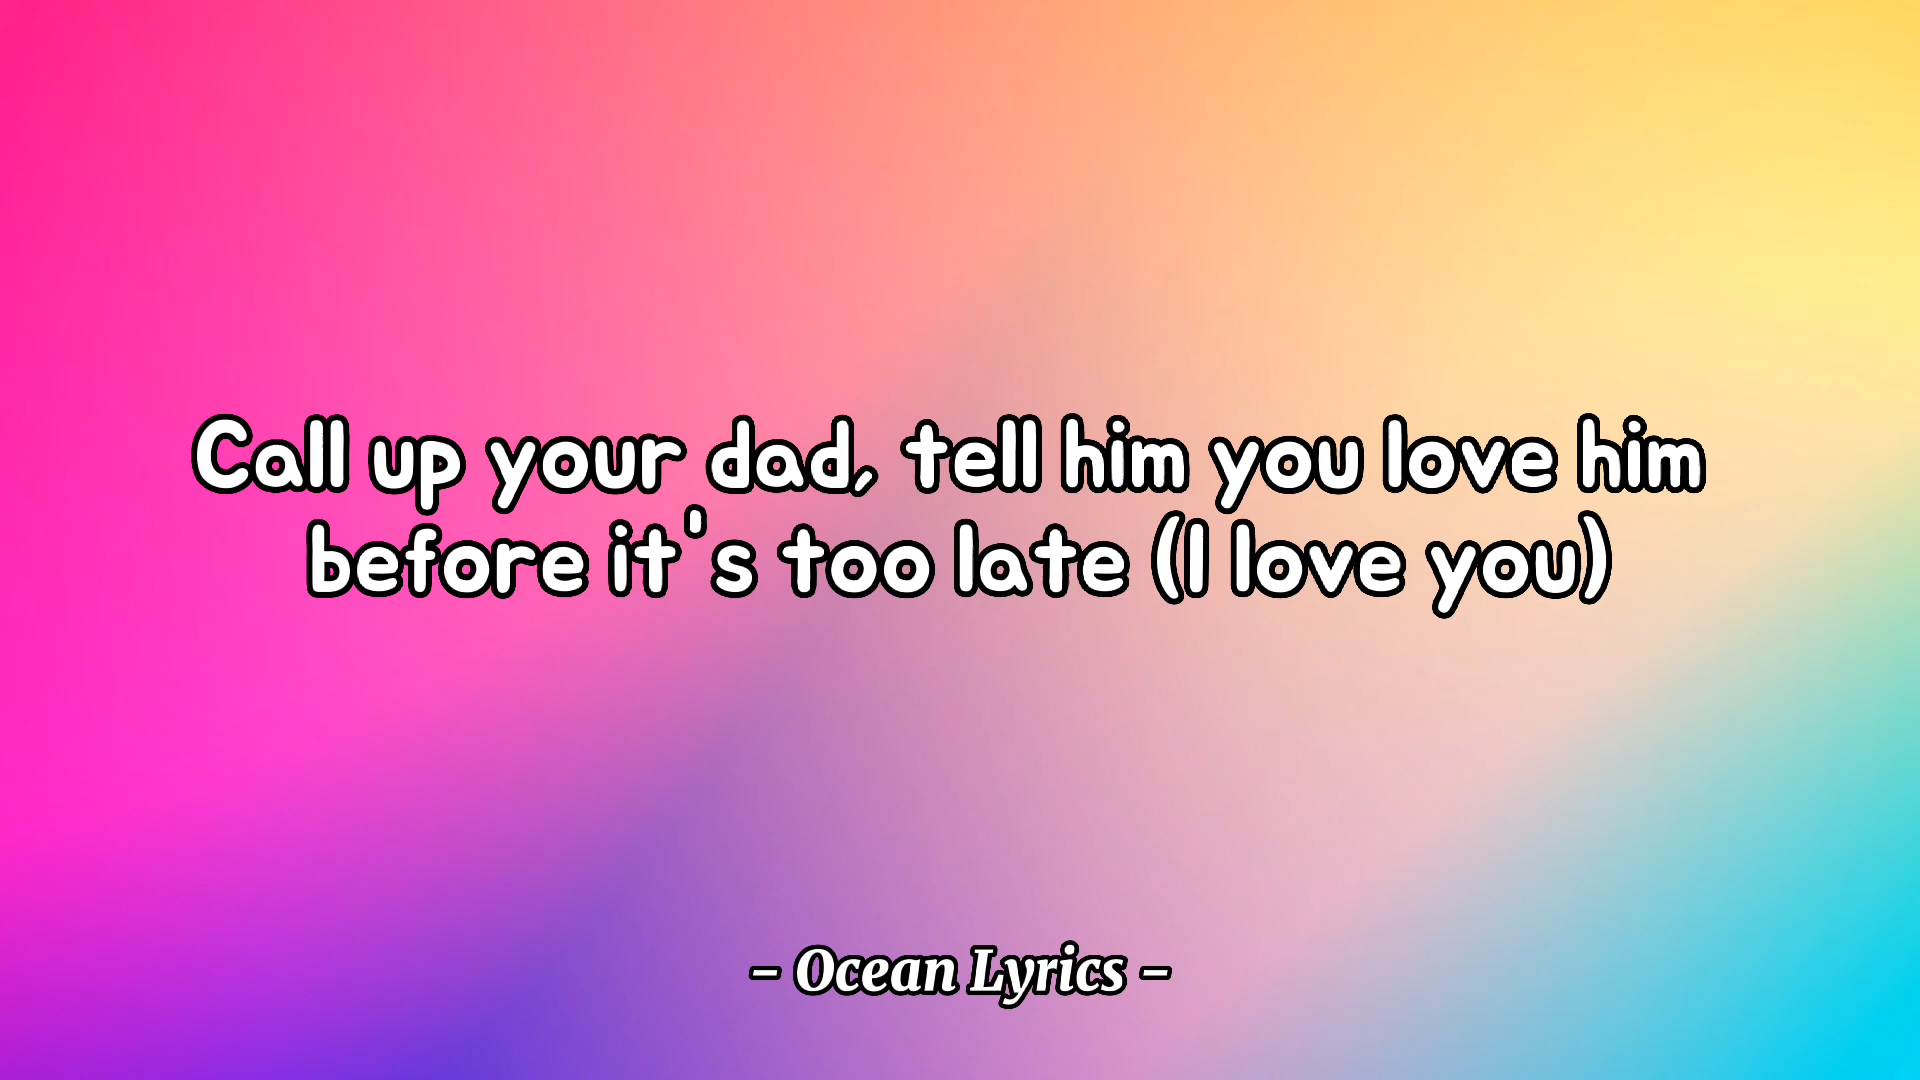 Call up your dad, tell him you love him
before it's too late (I love you)
- Ocean Lyrics -